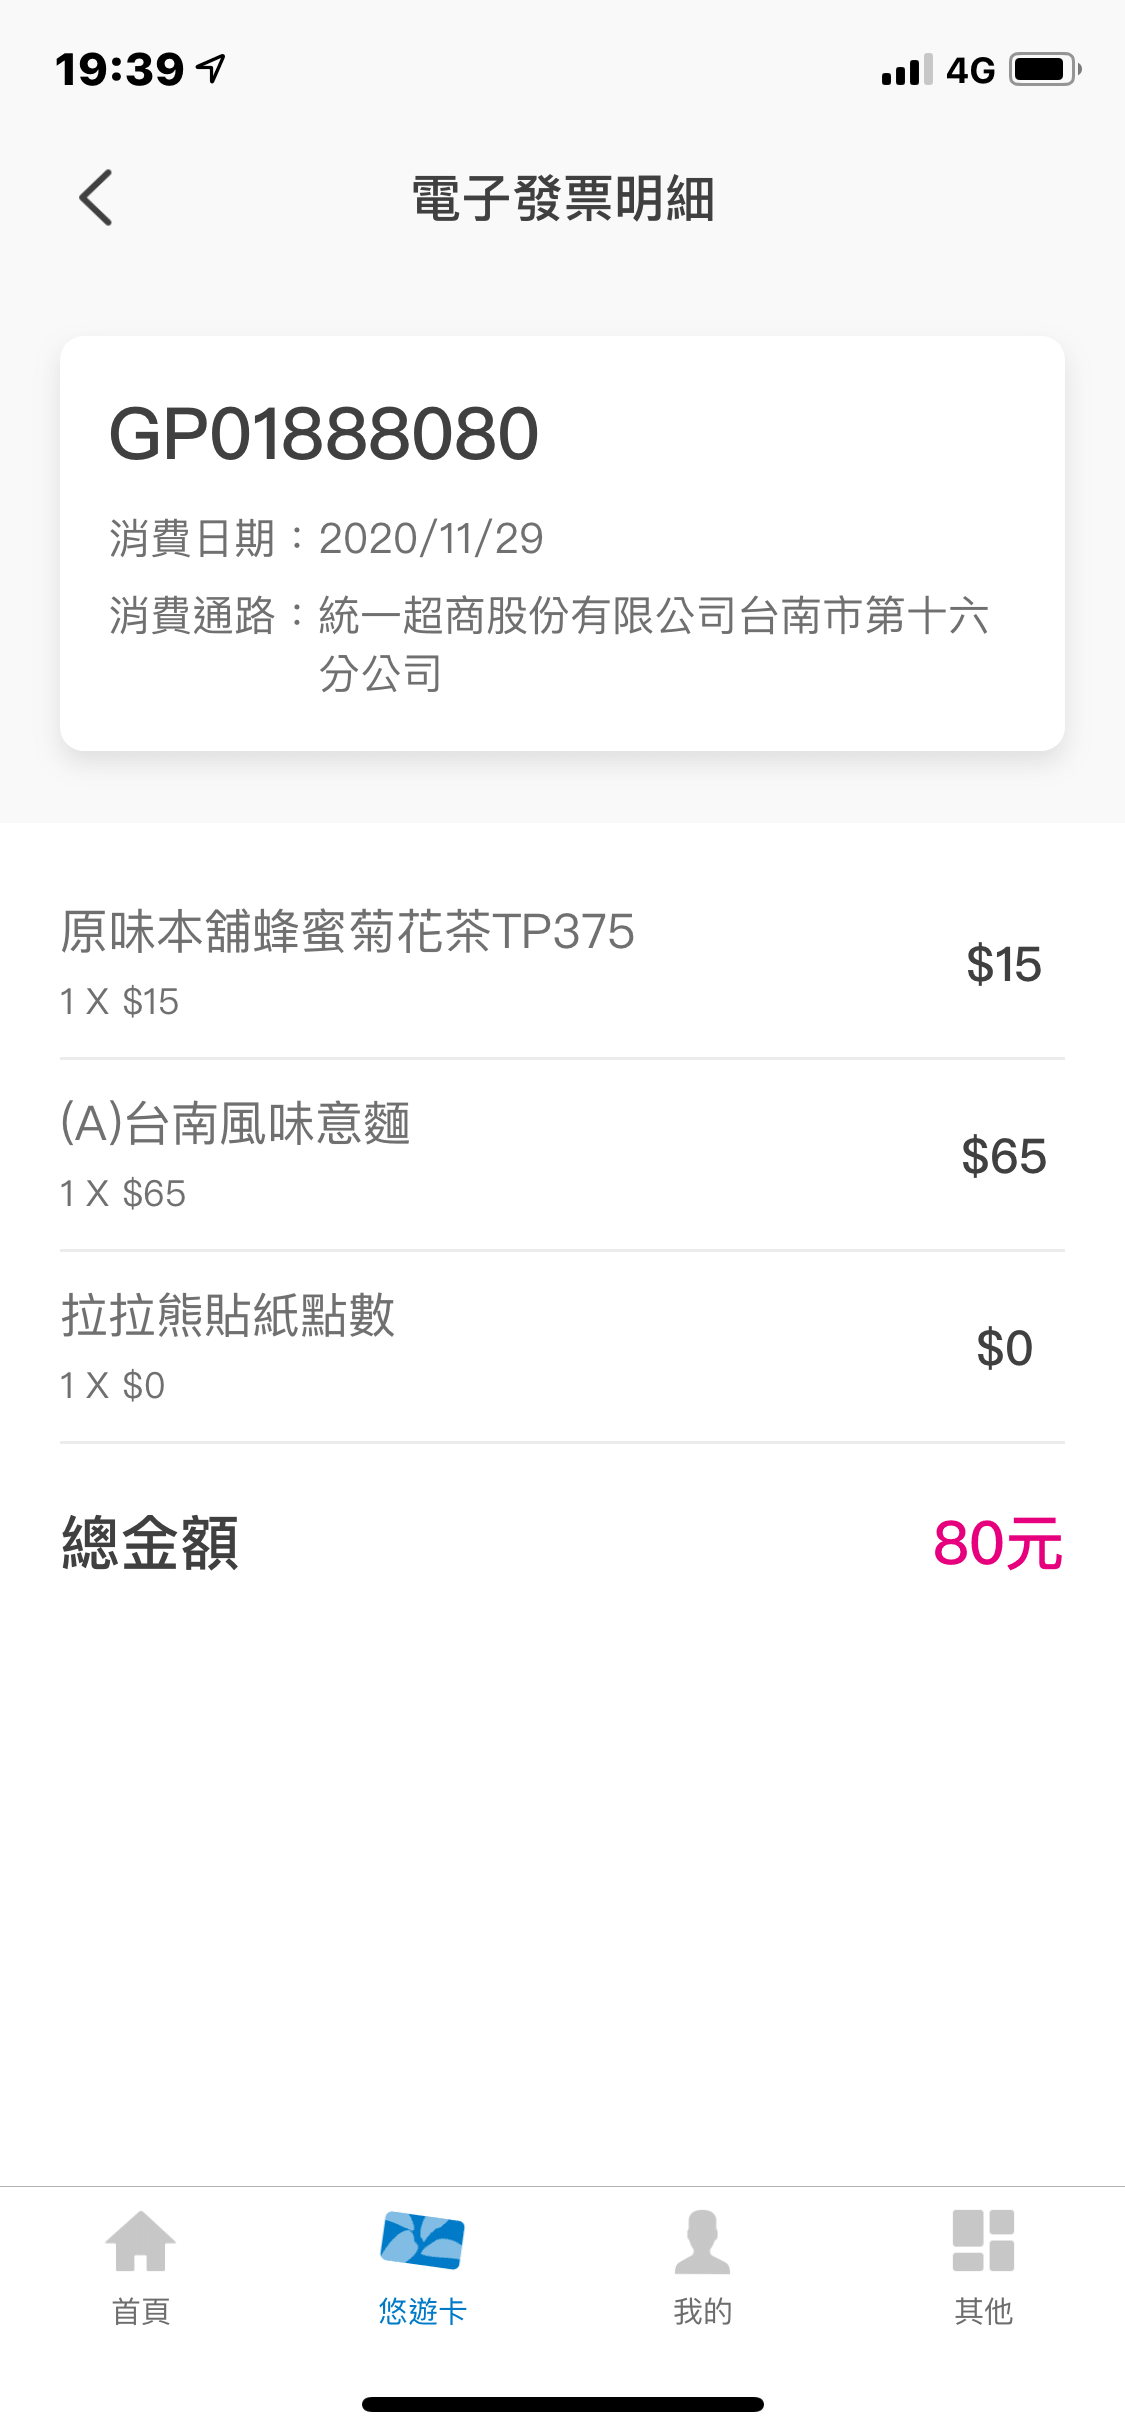 19:39
4G
電子發票明細
GP01888080
消費日期：2020/11/29
消費通路：統一超商股份有限公司台南市第十六
分公司
原味本舖蜂蜜菊花茶TP375
$15
1 X $15
(A)台南風味意麵
$65
1 X $65
拉拉熊貼紙點數
$0
1 X $0
總金額
80元
首頁
悠遊卡
我的
其他